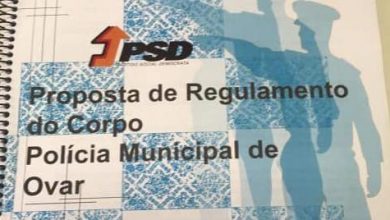 PSD
PARTIDO SOCIAL DEMOCRATA
Proposta de Regulamento
do Corpo
Polícia Municipal de
Ovar